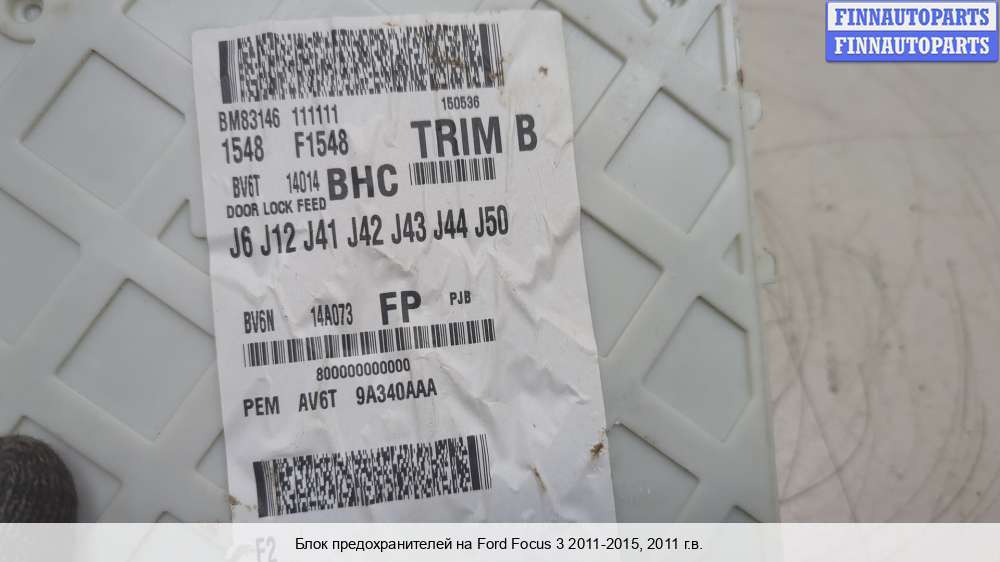 FINNAUTOPARTS
FINNAUTOPARTS
150536
BM83146 111111
1548 F1548 TRIM B
BV6T 14014 BHC
DOOR LOCK FEED
J6 J12 J41 J42 J43 J44 J50
BV6N 14A073 FP PJB
800000000000
PEM AV6T 9A340AAA
F2
Блок предохранителей на Ford Focus 3 2011-2015, 2011 г.в.